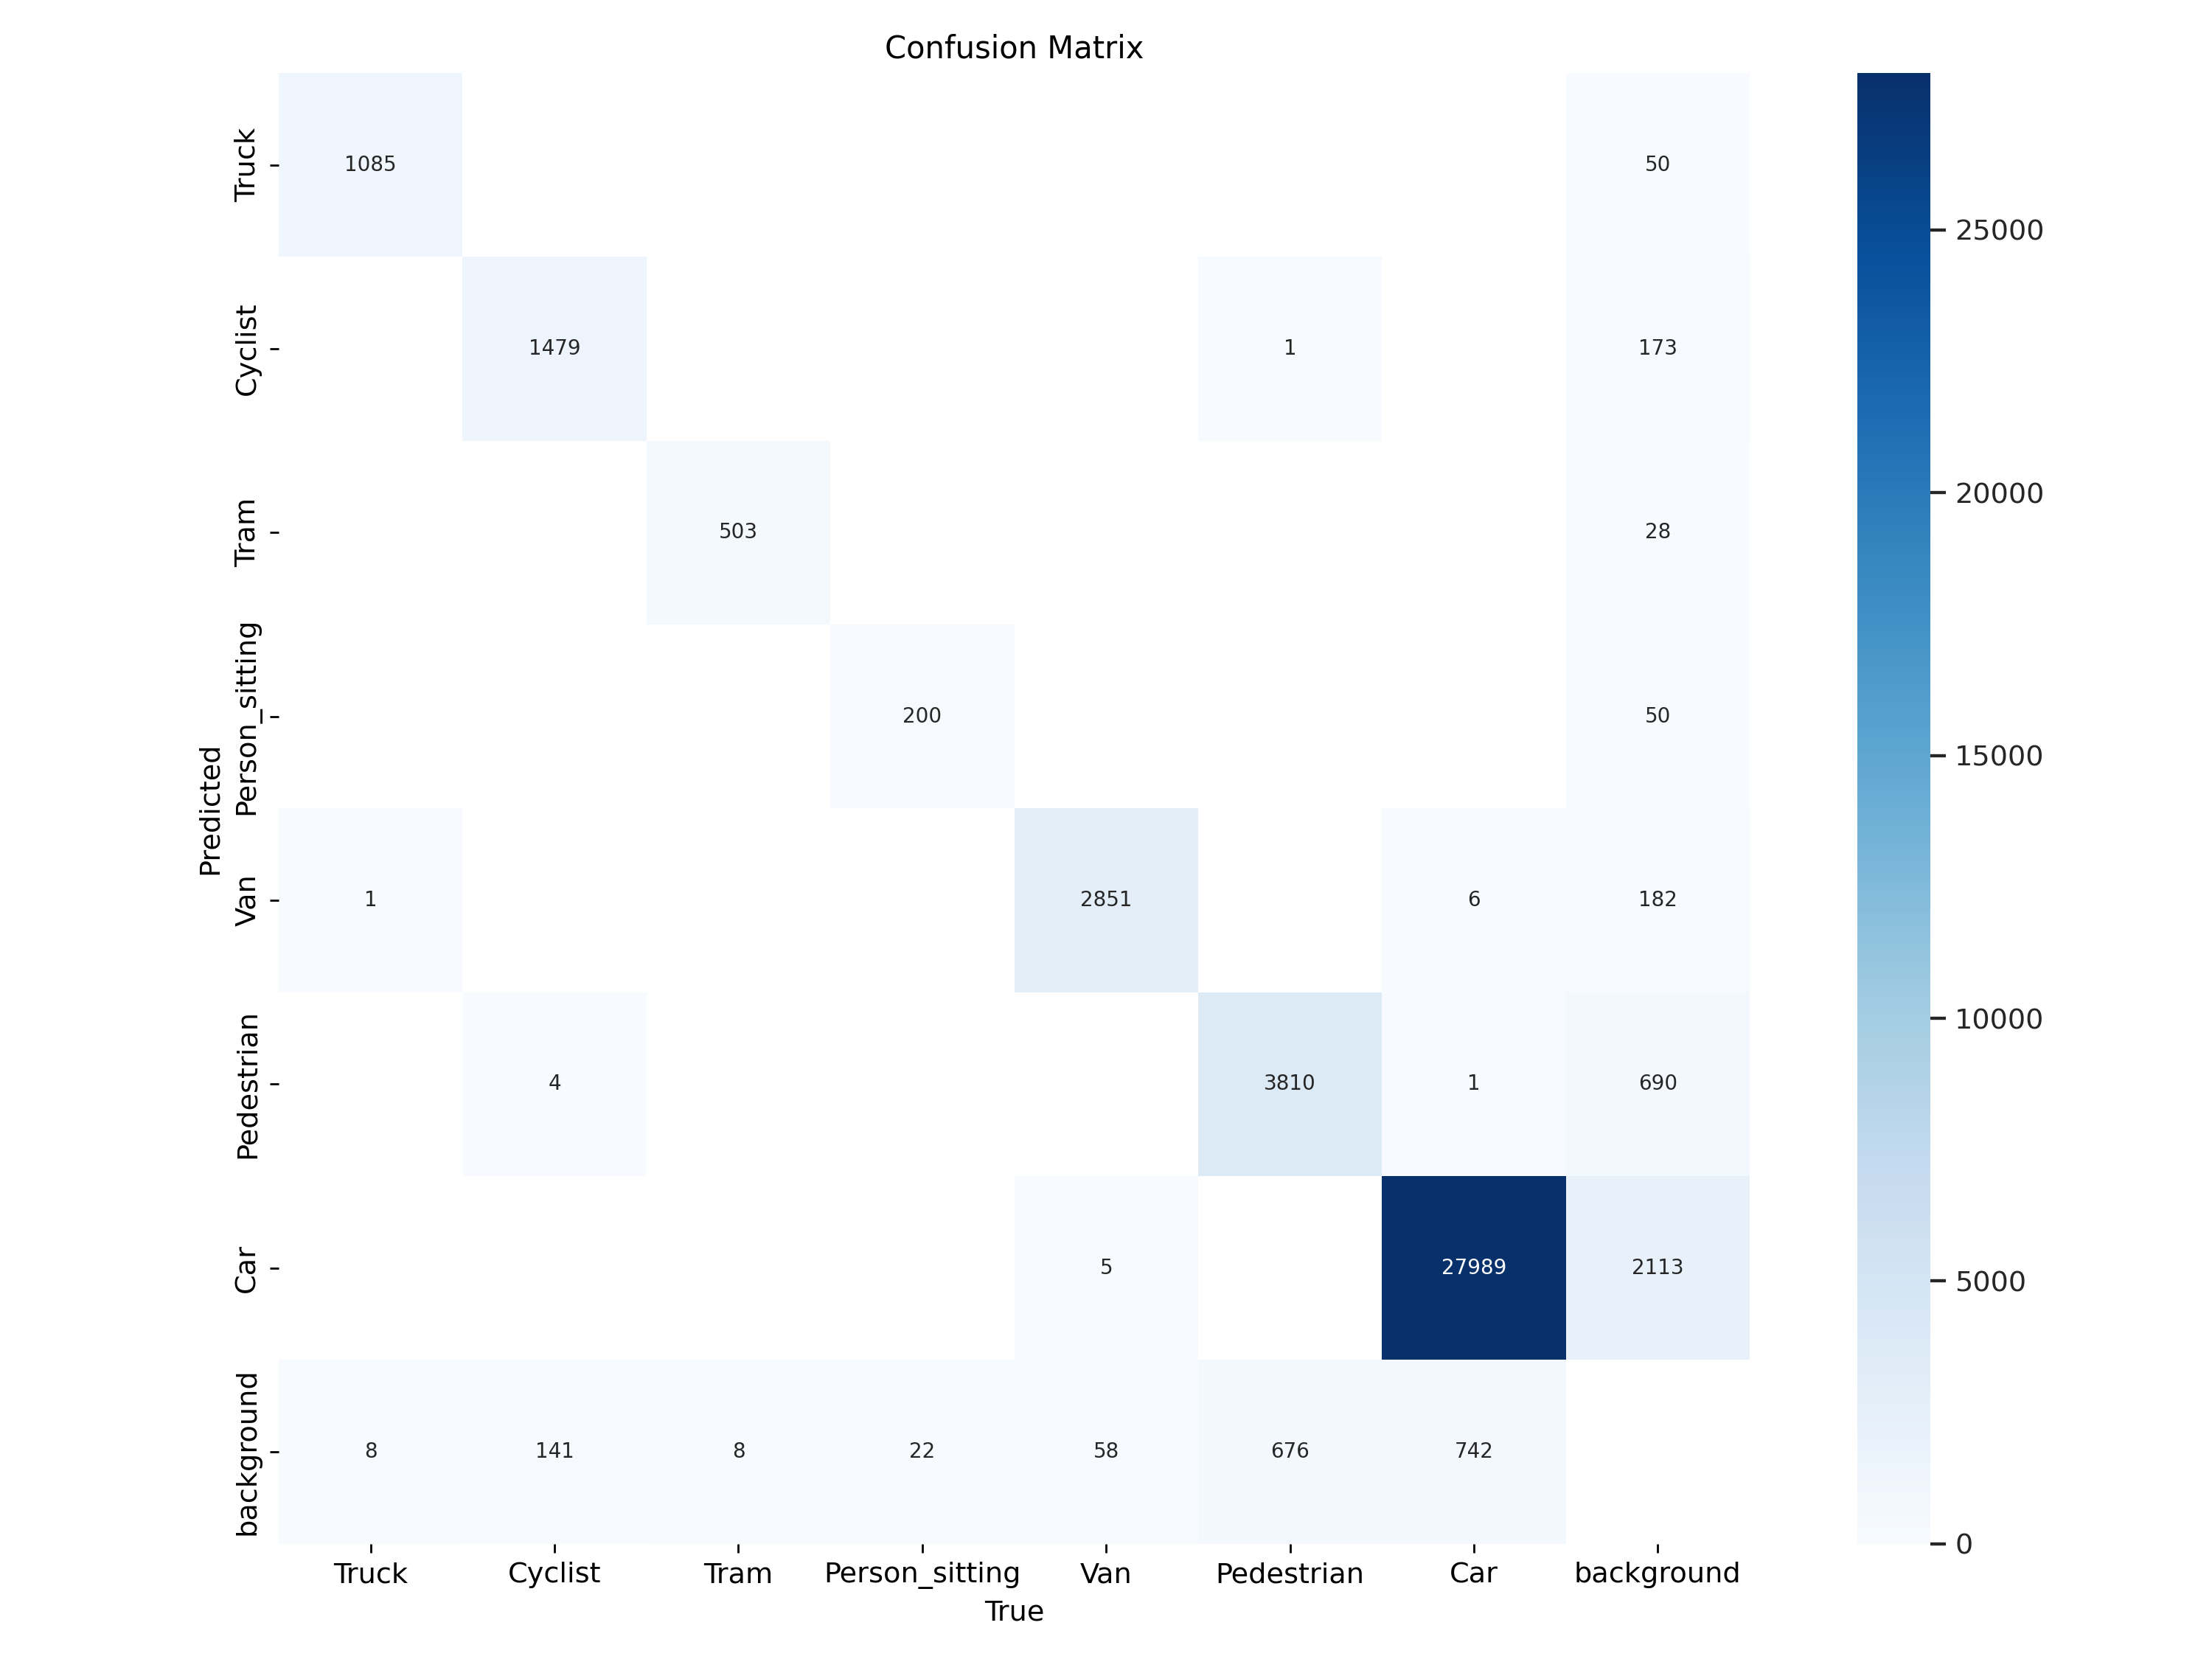 Confusion Matrix
Truck
1085
50
25000
Cyclist
1479
1
173
20000
Tram
503
28
Person_sitting
200
50
15000
Predicted
Van
1
2851
6
182
10000
Pedestrian
4
3810
1
690
Car
5
27989
2113
5000
background
8
141
8
22
58
676
742
0
Truck
Cyclist
Tram
Person_sitting
Van
Pedestrian
Car
background
True